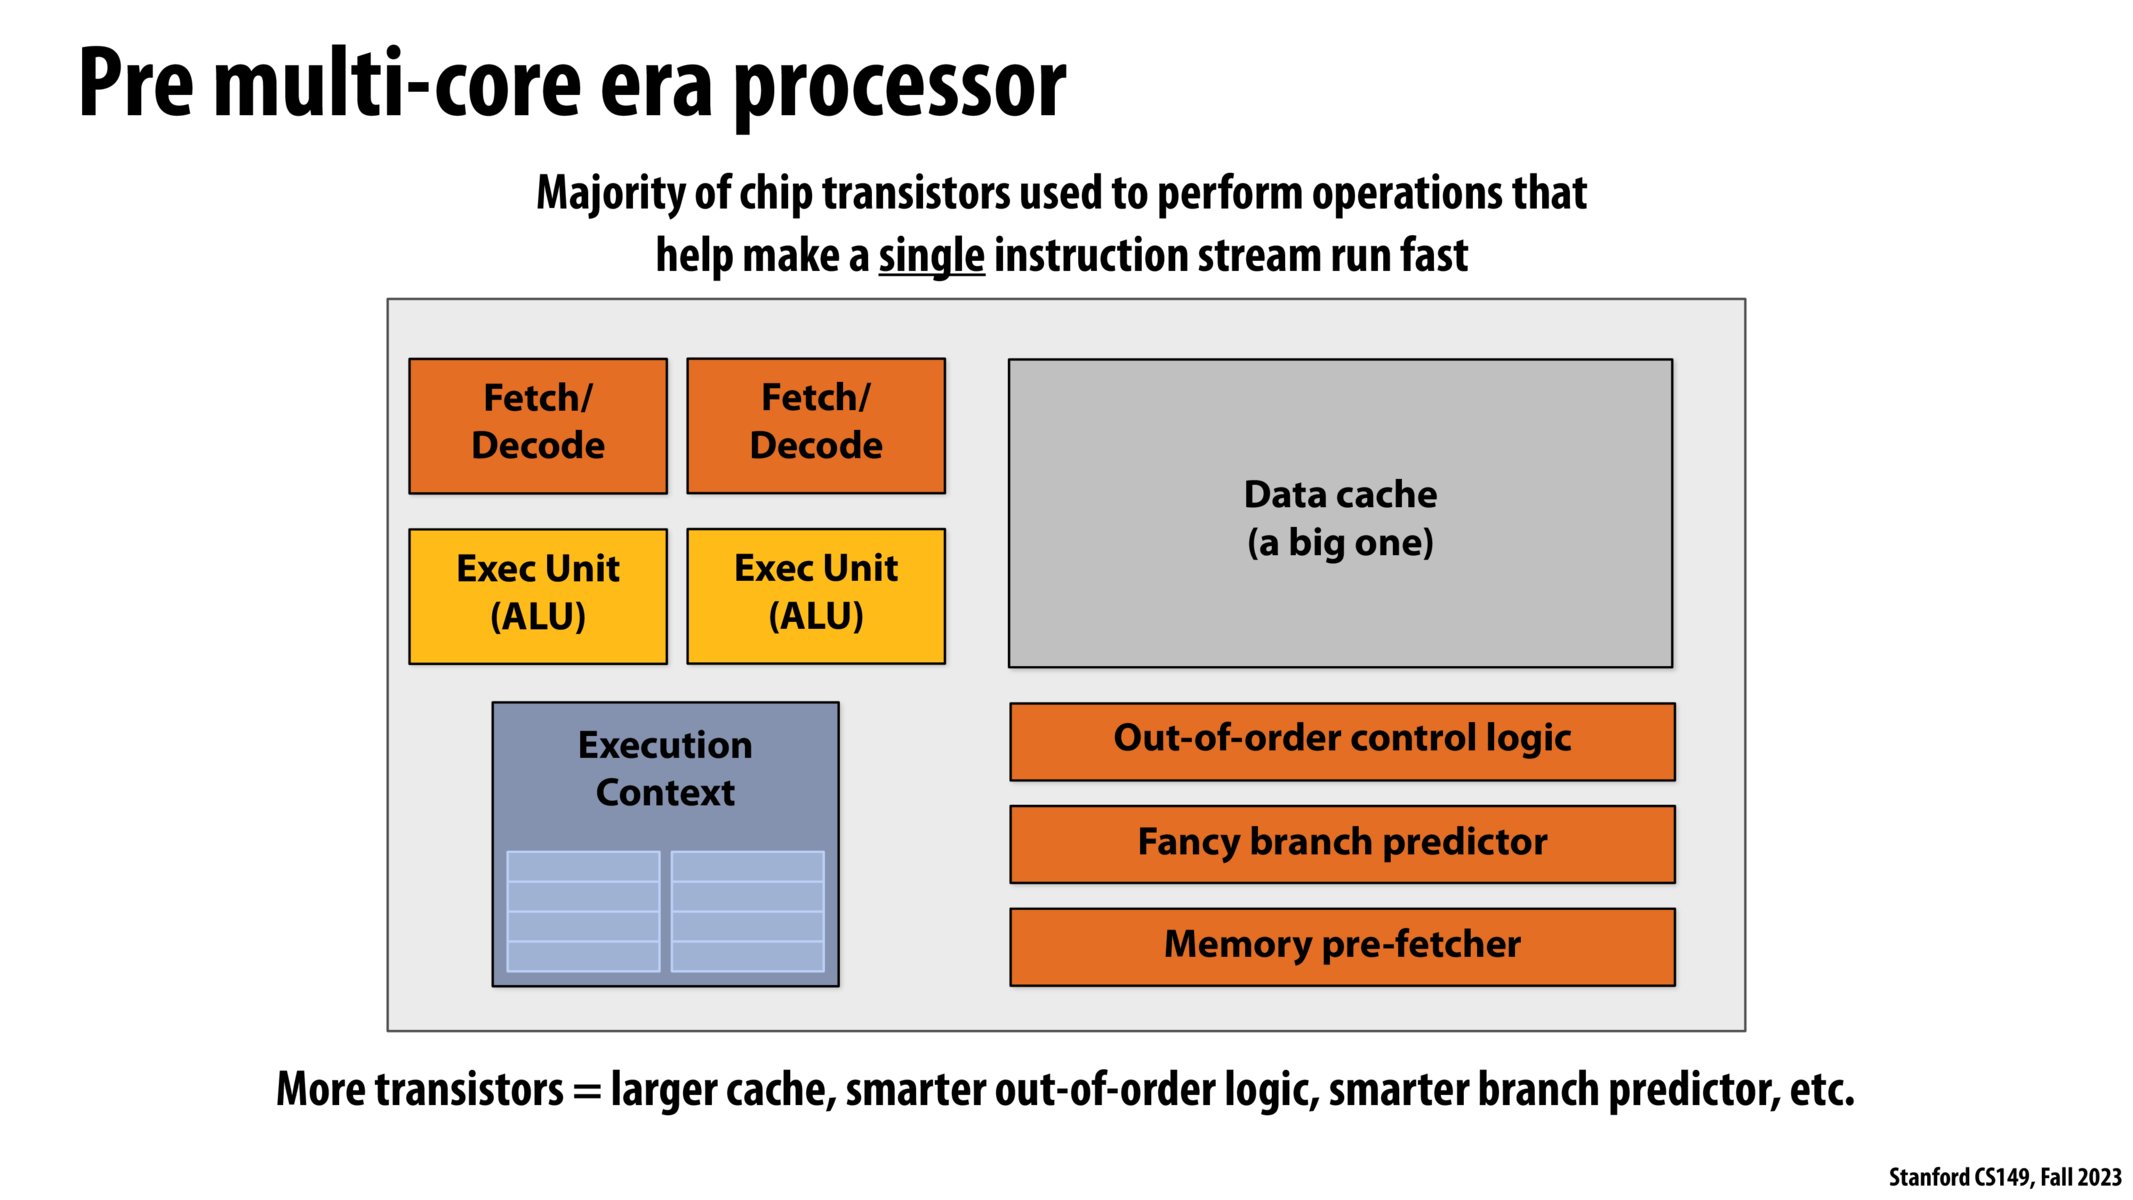 Pre multi-core era processor
Majority of chip transistors used to perform operations that
help make a single instruction stream run fast
Fetch/
Decode
Fetch/
Decode
Exec Unit
(ALU)
Exec Unit
(ALU)
Execution
Context
Data cache
(a big one)
Out-of-order control logic
Fancy branch predictor
Memory pre-fetcher
More transistors = larger cache, smarter out-of-order logic, smarter branch predictor, etc.
Stanford CS149, Fall 2023